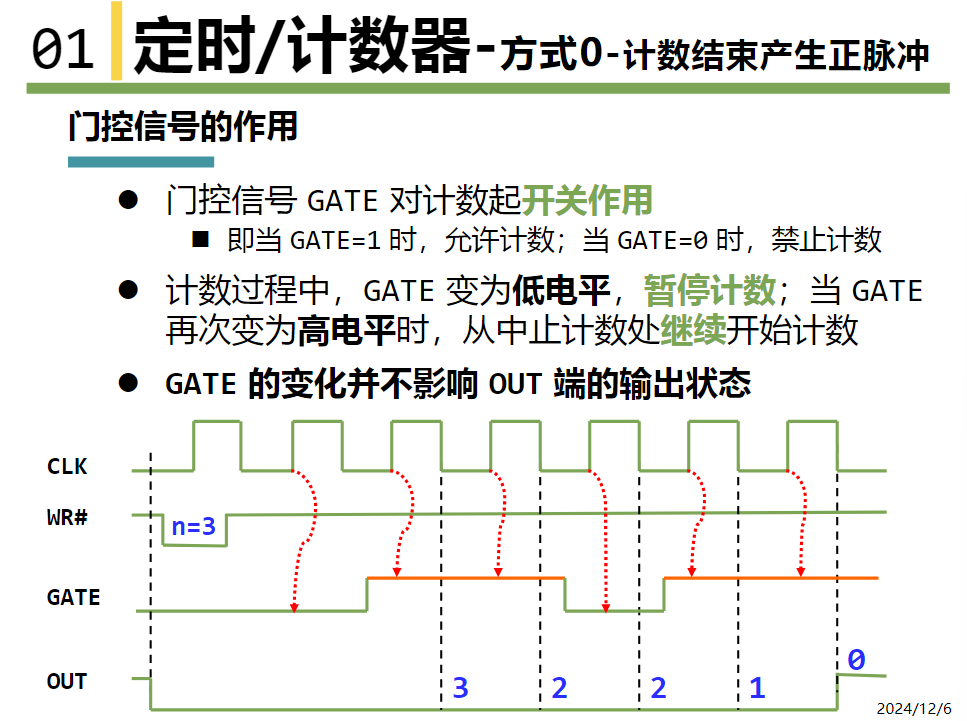 01 定时/计数器-方式0-计数结束产生正脉冲
门控信号的作用
● 门控信号 GATE 对计数起开关作用
■ 即当 GATE=1 时，允许计数；当 GATE=0 时，禁止计数
● 计数过程中，GATE 变为低电平，暂停计数；当 GATE
再次变为高电平时，从中止计数处继续开始计数
● GATE 的变化并不影响 OUT 端的输出状态
CLK
WR# n=3
GATE
OUT 3 2 2 1 0
2024/12/6